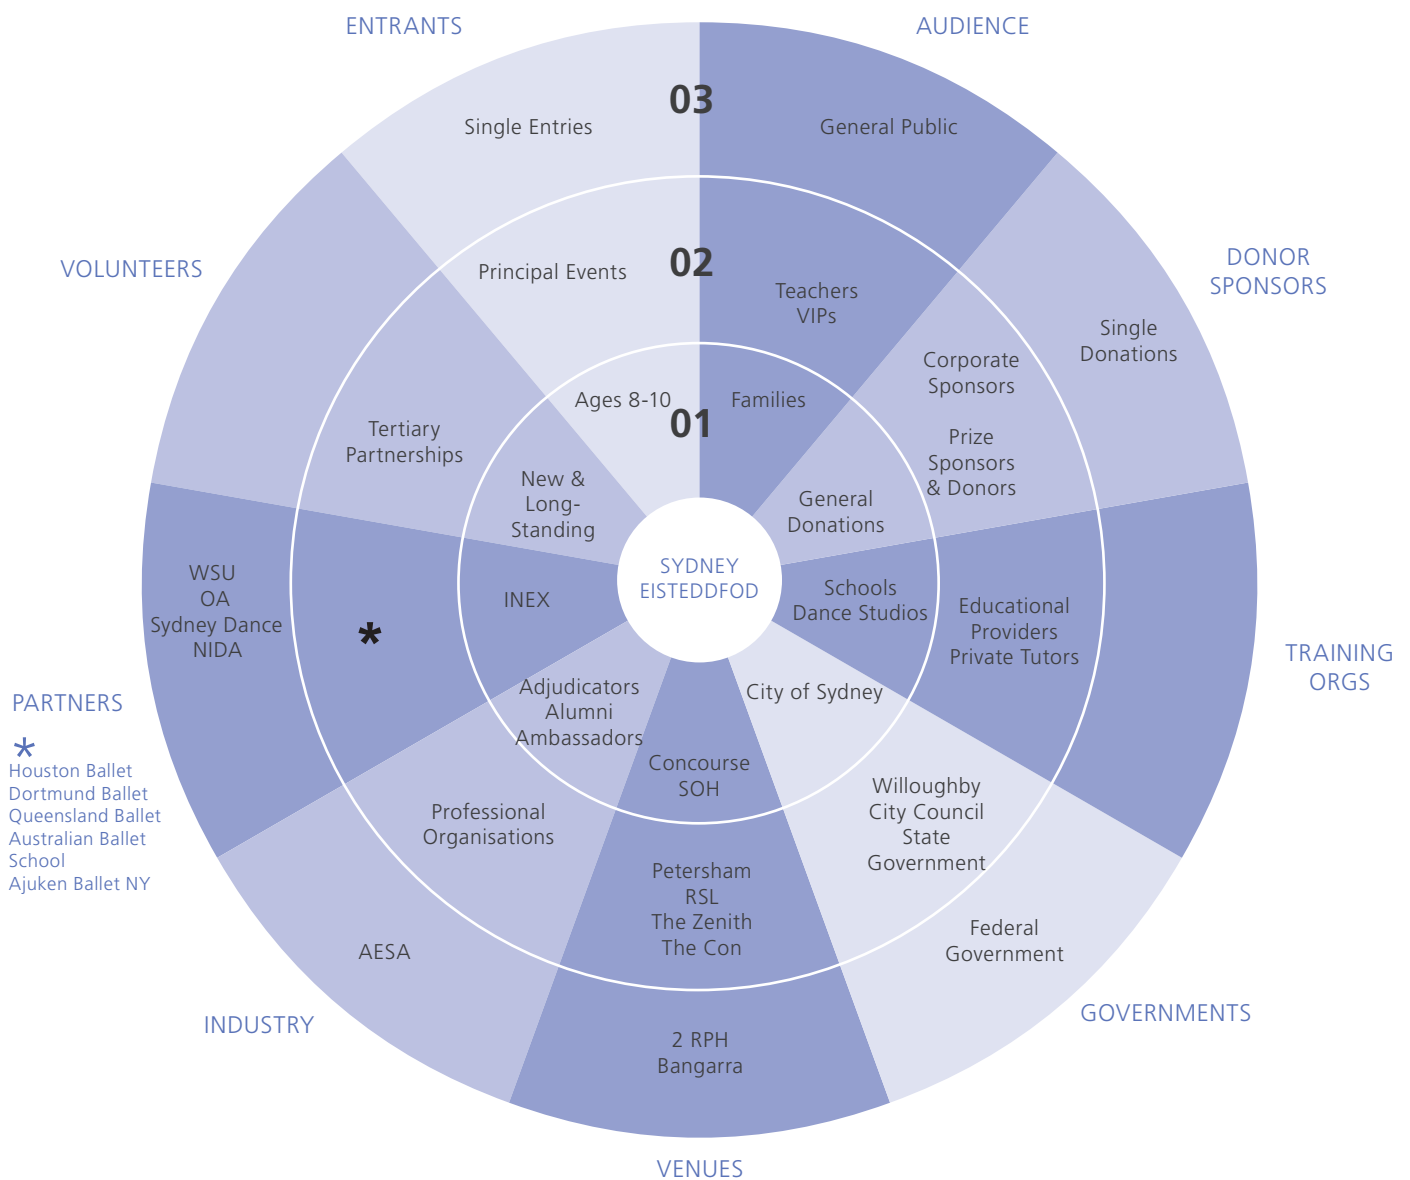 ENTRANTS
AUDIENCE
VOLUNTEERS
DONOR
SPONSORS
TRAINING
ORGS
GOVERNMENTS
VENUES
INDUSTRY
PARTNERS
*
Houston Ballet
Dortmund Ballet
Queensland Ballet
Australian Ballet
School
Ajuken Ballet NY
03
02
01
Single Entries
Principal Events
Ages 8-10
General Public
Teachers
VIPs
Families
Single
Donations
Corporate
Sponsors
Prize
Sponsors
& Donors
General
Donations
Schools
Dance Studios
Educational
Providers
Private Tutors
City of Sydney
Willoughby
City Council
State
Government
Federal
Government
Concourse
SOH
Petersham
RSL
The Zenith
The Con
2 RPH
Bangarra
Adjudicators
Alumni
Ambassadors
Professional
Organisations
AESA
INEX
*
WSU
OA
Sydney Dance
NIDA
New &
Long-
Standing
Tertiary
Partnerships
SYDNEY
EISTEDDFOD